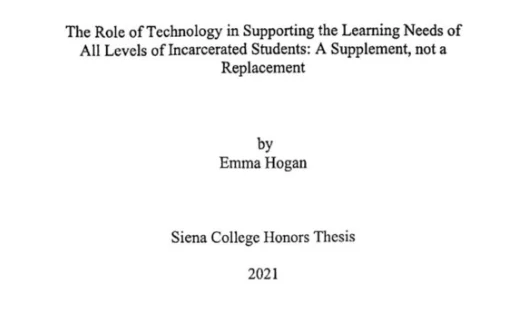 The Role of Technology in Supporting the Learning Needs of
All Levels of Incarcerated Students: A Supplement, not a
Replacement
by
Emma Hogan
Siena College Honors Thesis
2021